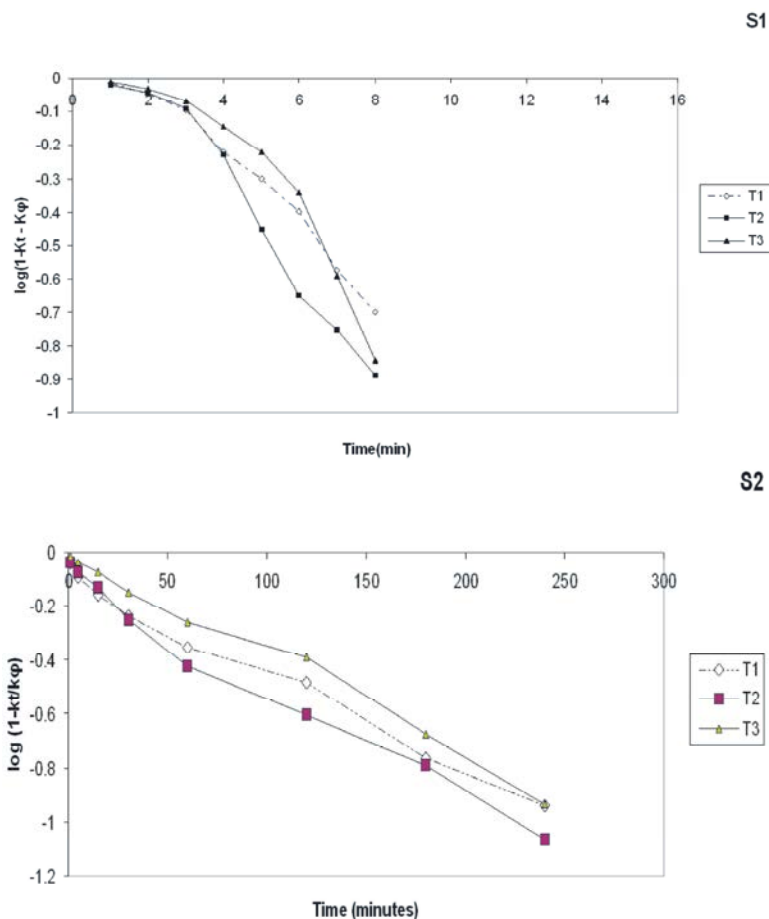 S1
0
0 2 4 6 8 10 12 14 16
-0.1
-0.2
-0.3
-0.4
-0.5
-0.6
-0.7
-0.8
-0.9
-1
log(1-Kt - Kφ)
Time(min)
T1
T2
T3
S2
0
0 50 100 150 200 250 300
-0.2
-0.4
-0.6
-0.8
-1
-1.2
log (1-kt/kφ)
Time (minutes)
T1
T2
T3